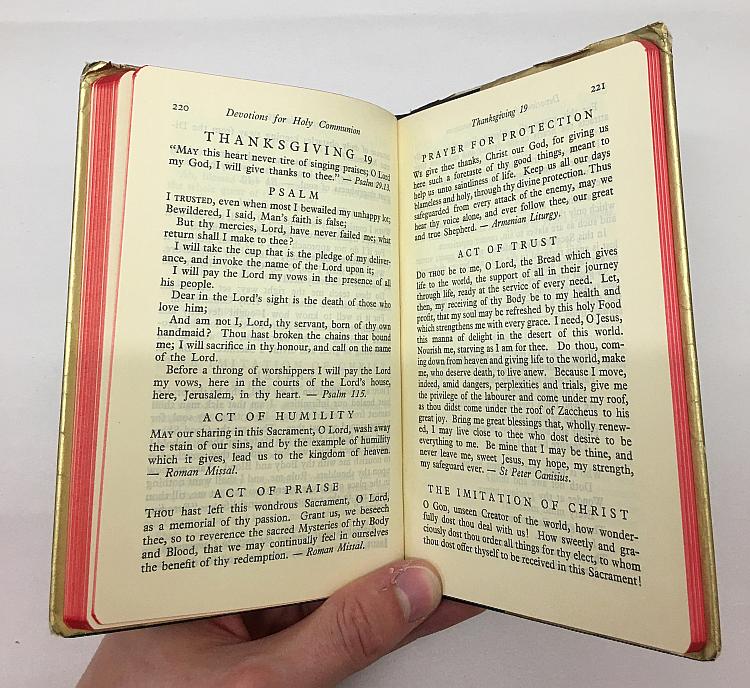 220
Devotions for Holy Communion
THANKSGIVING 19
"May this heart never tire of singing praises; O Lord
my God, I will give thanks to thee." — Psalm 29.13.
PSALM
I TRUSTED, even when most I bewailed my unhappy lot;
Bewildered, I said, Man's faith is false;
But thy mercies, Lord, have never failed me; what
return shall I make to thee?
I will take the cup that is the pledge of my deliver-
ance, and invoke the name of the Lord upon it;
I will pay the Lord my vows in the presence of all
his people.
Dear in the Lord's sight is the death of those who
love him;
And am not I, Lord, thy servant, born of thy own
handmaid? Thou hast broken the chains that bound
me; I will sacrifice in thy honour, and call on the name
of the Lord.
Before a throng of worshippers I will pay the Lord
my vows, here in the courts of the Lord's house,
here, Jerusalem, in thy heart. — Psalm 115.
ACT OF HUMILITY
MAY our sharing in this Sacrament, O Lord, wash away
the stain of our sins, and by the example of humility
which it gives, lead us to the kingdom of heaven.
— Roman Missal.
ACT OF PRAISE
THOU hast left this wondrous Sacrament, O Lord,
as a memorial of thy passion. Grant us, we beseech
thee, so to reverence the sacred Mysteries of thy Body
and Blood, that we may continually feel in ourselves
the benefit of thy redemption. — Roman Missal.
Thanksgiving 19
221
PRAYER FOR PROTECTION
WE give thee thanks, Christ our God, for giving us
here such a foretaste of thy good things, meant to
help us unto saintliness of life. Keep us all our days
blameless and holy, through thy divine protection. Thus
safeguarded from every attack of the enemy, may we
hear thy voice alone, and ever follow thee, our great
and true Shepherd. — Armenian Liturgy.
ACT OF TRUST
Do THOU be to me, O Lord, the Bread which gives
life to the world, the support of all in their journey
through life, ready at the service of every need. Let,
then, my receiving of thy Body be to my health and
profit, that my soul may be refreshed by this holy Food
which strengthens me with every grace. I need, O Jesus,
this manna of delight in the desert of this world.
Nourish me, starving as I am for thee. Do thou, com-
ing down from heaven and giving life to the world, make
me, who deserve death, to live anew. Because I move,
indeed, amid dangers, perplexities and trials, give me
the privilege of the labourer and come under my roof,
as thou didst come under the roof of Zaccheus to his
great joy. Bring me great blessings that, wholly renew-
ed, I may live close to thee who dost desire to be
everything to me. Be mine that I may be thine, and
never leave me, sweet Jesus, my hope, my strength,
my safeguard ever. — St Peter Canisius.
THE IMITATION OF CHRIST
O God, unseen Creator of the world, how wonder-
fully dost thou deal with us! How sweetly and gra-
ciously dost thou order all things for thy elect, to whom
thou dost offer thyself to be received in this Sacrament!